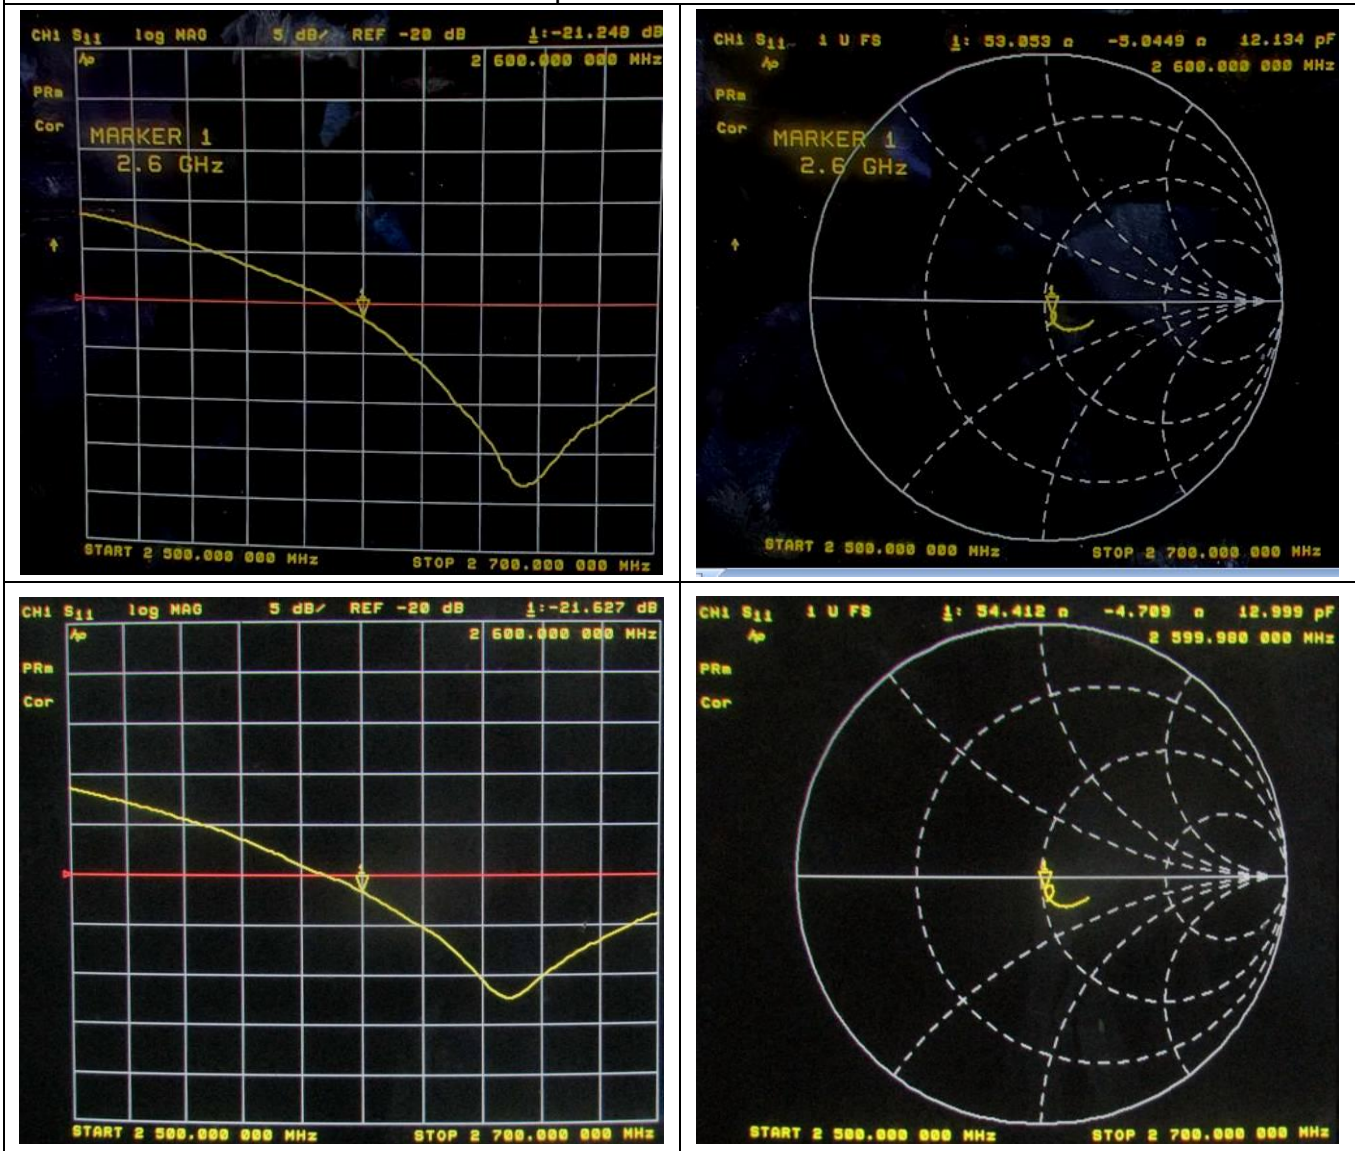 CH1 S11 log MAG 5 dB/ REF -20 dB 1:-21.248 dB
2 600.000 000 MHz
PRm
Cor
MARKER 1
2.6 GHz
START 2 500.000 000 MHz STOP 2 700.000 000 MHz
CH1 S11 1 U FS 1: 53.053 Ω -5.0449 Ω 12.134 pF
2 600.000 000 MHz
PRm
Cor
MARKER 1
2.6 GHz
START 2 500.000 000 MHz STOP 2 700.000 000 MHz
CH1 S11 log MAG 5 dB/ REF -20 dB 1:-21.627 dB
2 600.000 000 MHz
PRm
Cor
START 2 500.000 000 MHz STOP 2 700.000 000 MHz
CH1 S11 1 U FS 1: 54.412 Ω -4.709 Ω 12.999 pF
2 599.980 000 MHz
PRm
Cor
START 2 500.000 000 MHz STOP 2 700.000 000 MHz